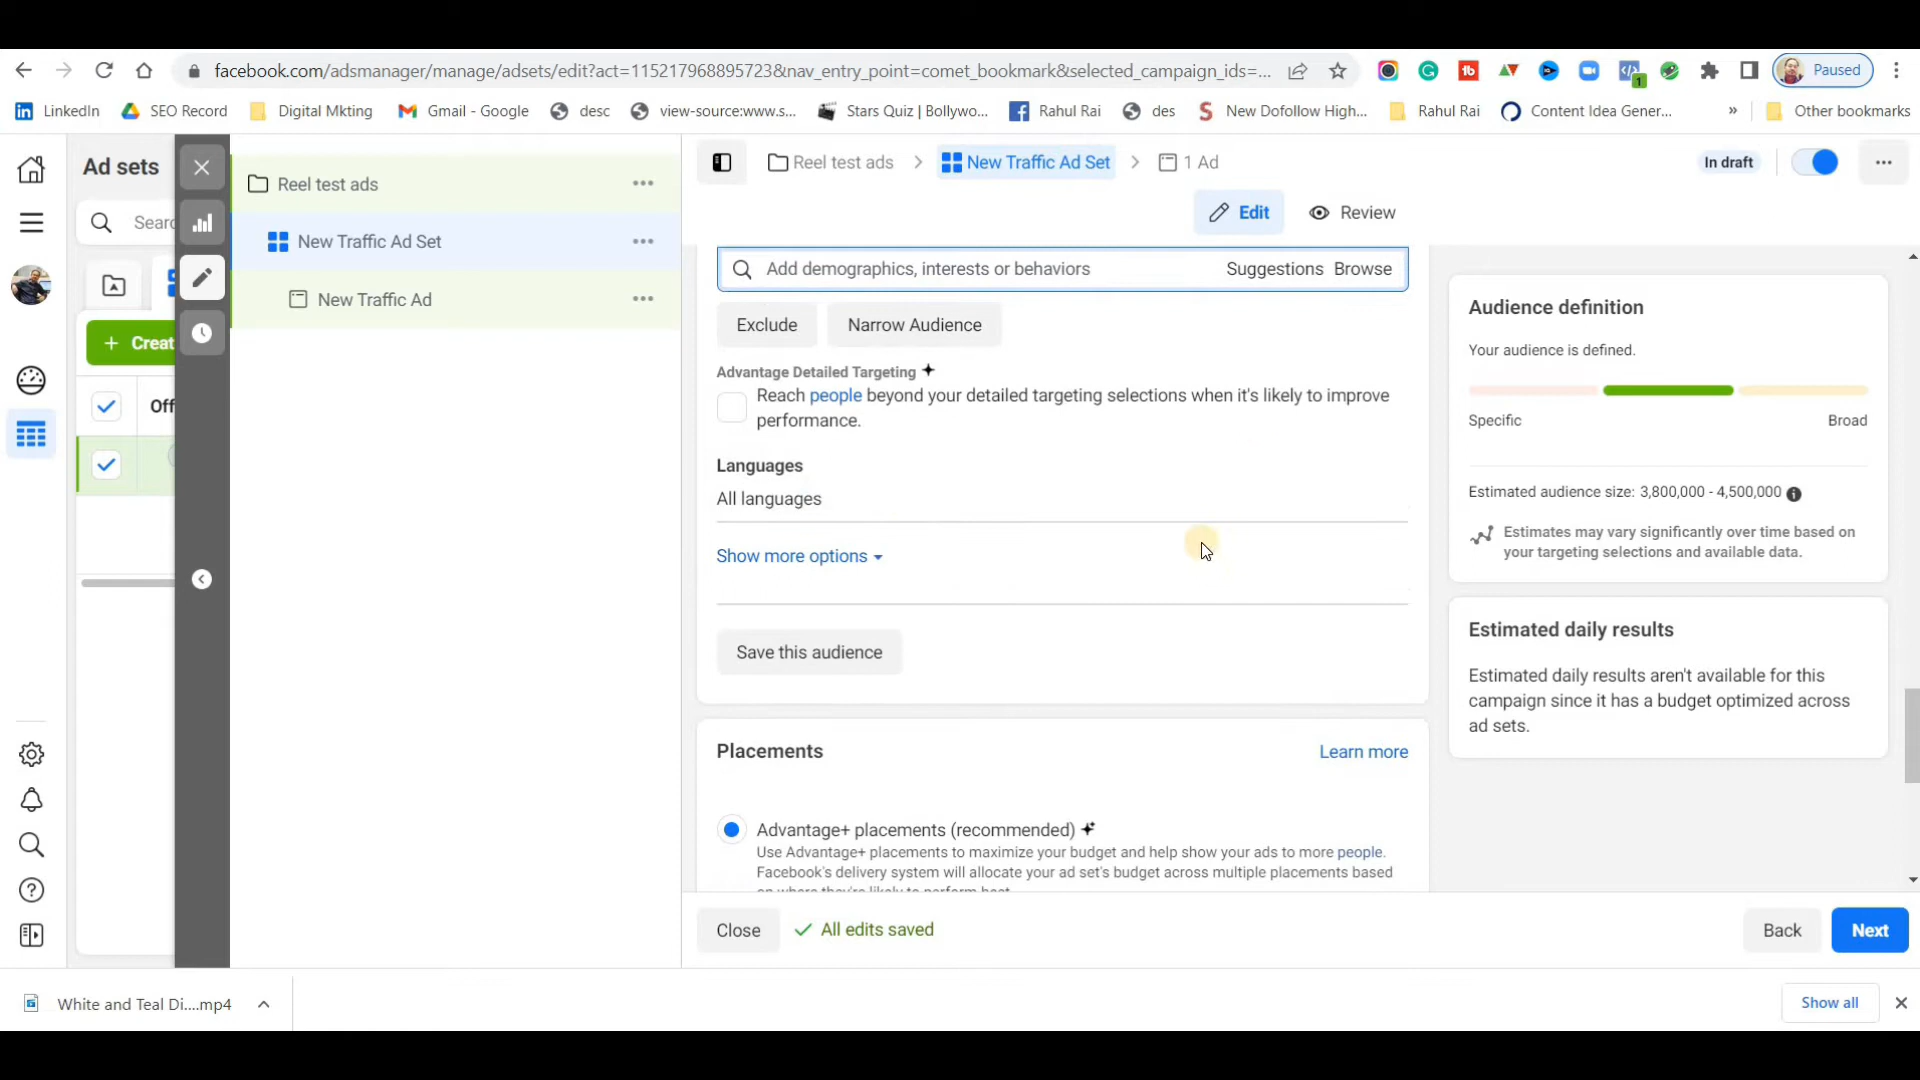 facebook.com/adsmanager/manage/adsets/edit?act=115217968895723&nav_entry_point=comet_bookmark&selected_campaign_ids=...
Paused
LinkedIn
SEO Record
Digital Mkting
Gmail - Google
desc
view-source:www.s...
Stars Quiz | Bollywo...
Rahul Rai
des
New Dofollow High...
Rahul Rai
Content Idea Gener...
»
Other bookmarks
Ad sets
Reel test ads
Reel test ads
New Traffic Ad Set
1 Ad
In draft
Sear
New Traffic Ad Set
Edit
Review
New Traffic Ad
Add demographics, interests or behaviors
Suggestions
Browse
+ Creat
Exclude
Narrow Audience
Off
Advantage Detailed Targeting
Reach people beyond your detailed targeting selections when it's likely to improve
performance.
Languages
All languages
Show more options
Save this audience
Placements
Learn more
Advantage+ placements (recommended)
Use Advantage+ placements to maximize your budget and help show your ads to more people.
Facebook's delivery system will allocate your ad set's budget across multiple placements based
on where they're likely to perform best.
Audience definition
Your audience is defined.
Specific
Broad
Estimated audience size: 3,800,000 - 4,500,000
Estimates may vary significantly over time based on
your targeting selections and available data.
Estimated daily results
Estimated daily results aren't available for this
campaign since it has a budget optimized across
ad sets.
Close
All edits saved
Back
Next
White and Teal Di....mp4
Show all